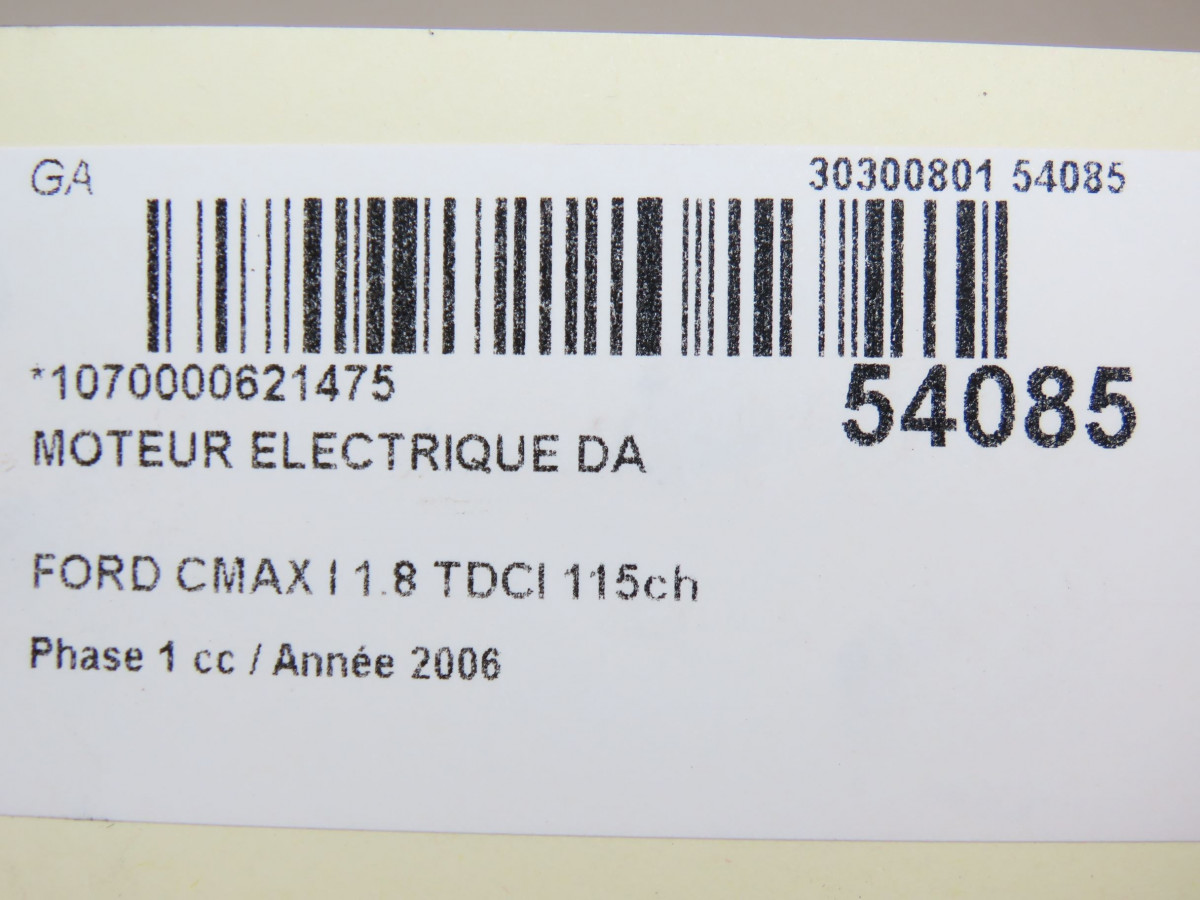 GA 30300801 54085
*1070000621475 54085
MOTEUR ELECTRIQUE DA
FORD CMAX I 1.8 TDCI 115ch
Phase 1 cc / Année 2006